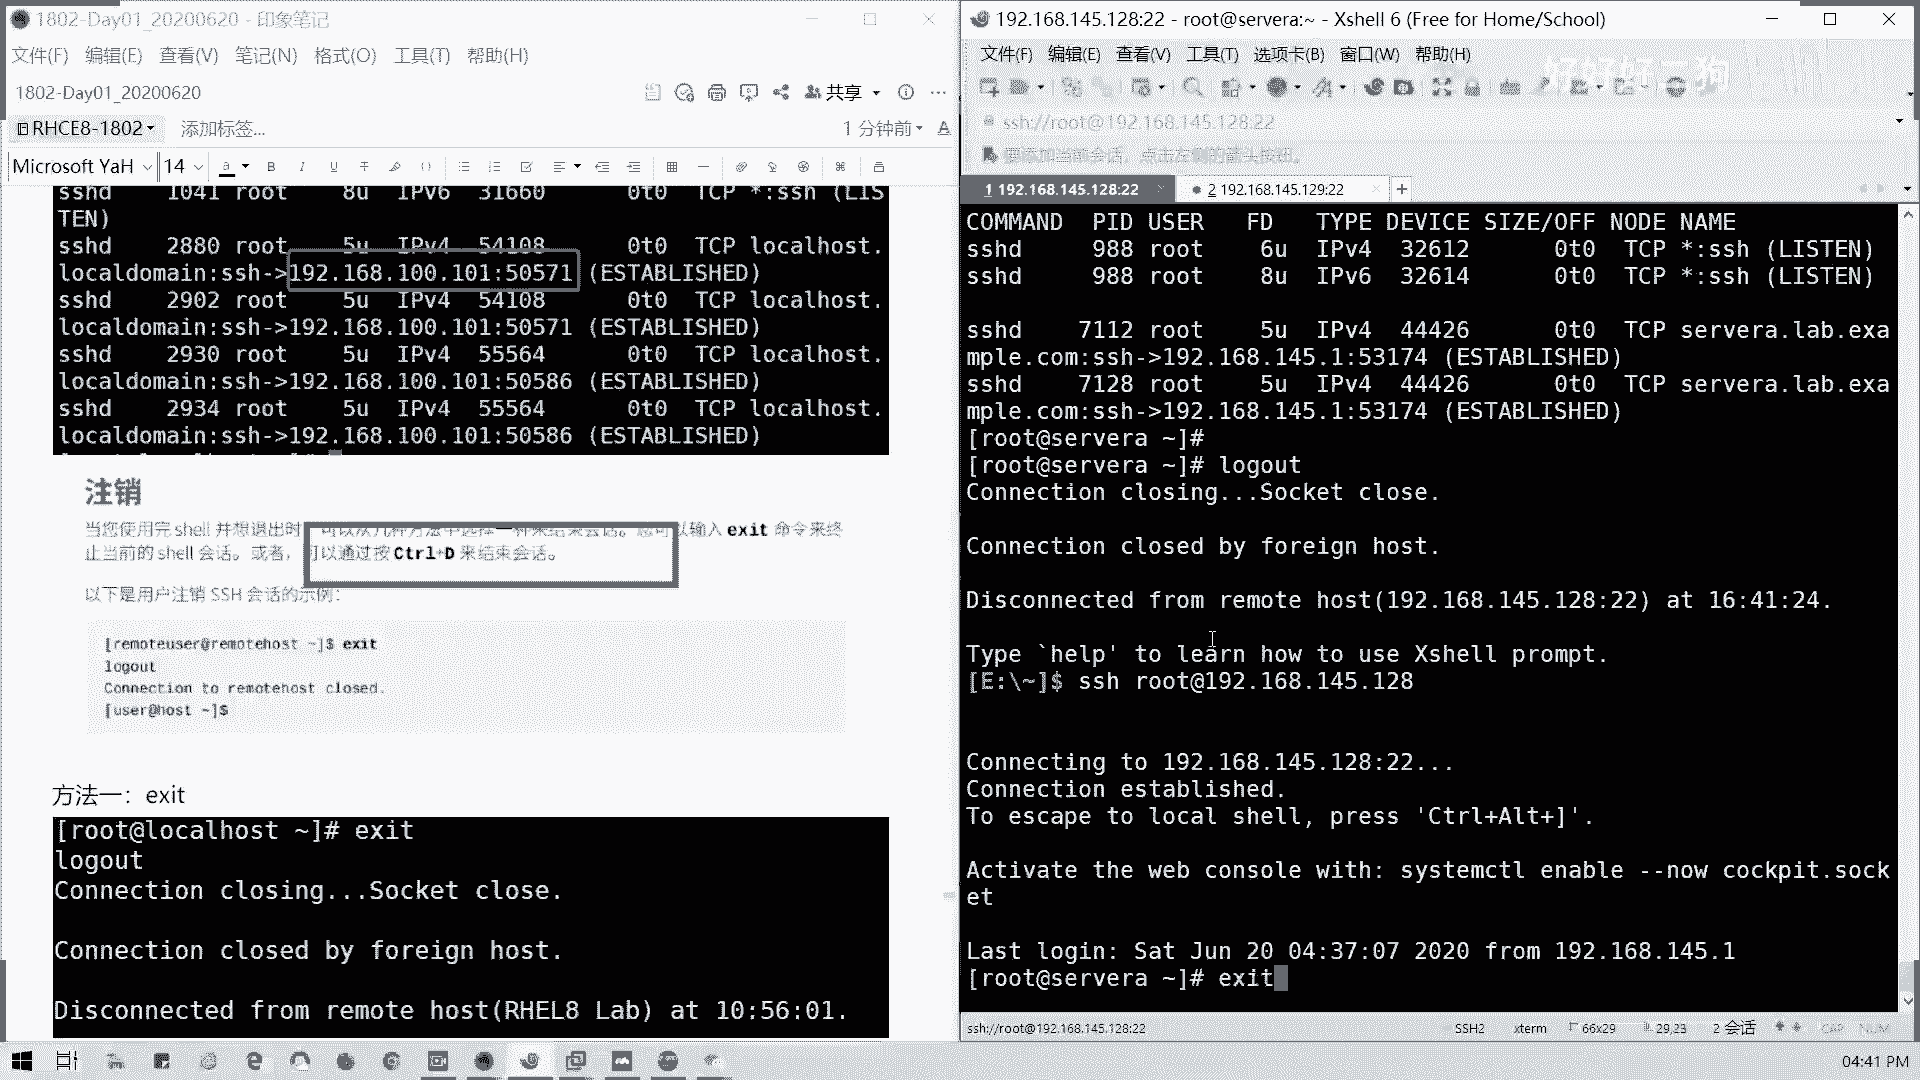 1802-Day01_20200620 - 印象笔记
文件(F) 编辑(E) 查看(V) 笔记(N) 格式(O) 工具(T) 帮助(H)
1802-Day01_20200620
共享
RHCE8-1802 添加标签...
1 分钟前
Microsoft YaH 14
sshd 1041 root 8u IPv6 31660 0t0 TCP *:ssh (LIS
TEN)
sshd 2880 root 5u IPv4 54108 0t0 TCP localhost.
localdomain:ssh->192.168.100.101:50571 (ESTABLISHED)
sshd 2902 root 5u IPv4 54108 0t0 TCP localhost.
localdomain:ssh->192.168.100.101:50571 (ESTABLISHED)
sshd 2930 root 5u IPv4 55564 0t0 TCP localhost.
localdomain:ssh->192.168.100.101:50586 (ESTABLISHED)
sshd 2934 root 5u IPv4 55564 0t0 TCP localhost.
localdomain:ssh->192.168.100.101:50586 (ESTABLISHED)
注销
当您使用完 shell 并想退出时，可以从几种方法中选择一种来结束会话。您可以输入 exit 命令来终
止当前的 shell 会话。或者，可以通过按 Ctrl+D 来结束会话。
以下是用户注销 SSH 会话的示例：
[remoteuser@remotehost ~]$ exit
logout
Connection to remotehost closed.
[user@host ~]$
方法一：exit
[root@localhost ~]# exit
logout
Connection closing...Socket close.
Connection closed by foreign host.
Disconnected from remote host(RHEL8 Lab) at 10:56:01.
192.168.145.128:22 - root@servera:~ - Xshell 6 (Free for Home/School)
文件(F) 编辑(E) 查看(V) 工具(T) 选项卡(B) 窗口(W) 帮助(H)
好好好二狗
ssh://root@192.168.145.128:22
要添加当前会话，点击左侧的箭头按钮。
1 192.168.145.128:22
2 192.168.145.129:22
COMMAND PID USER FD TYPE DEVICE SIZE/OFF NODE NAME
sshd 988 root 6u IPv4 32612 0t0 TCP *:ssh (LISTEN)
sshd 988 root 8u IPv6 32614 0t0 TCP *:ssh (LISTEN)
sshd 7112 root 5u IPv4 44426 0t0 TCP servera.lab.exa
mple.com:ssh->192.168.145.1:53174 (ESTABLISHED)
sshd 7128 root 5u IPv4 44426 0t0 TCP servera.lab.exa
mple.com:ssh->192.168.145.1:53174 (ESTABLISHED)
[root@servera ~]#
[root@servera ~]# logout
Connection closing...Socket close.
Connection closed by foreign host.
Disconnected from remote host(192.168.145.128:22) at 16:41:24.
Type `help' to learn how to use Xshell prompt.
[E:\~]$ ssh root@192.168.145.128
Connecting to 192.168.145.128:22...
Connection established.
To escape to local shell, press 'Ctrl+Alt+]'.
Activate the web console with: systemctl enable --now cockpit.sock
et
Last login: Sat Jun 20 04:37:07 2020 from 192.168.145.1
[root@servera ~]# exit
ssh://root@192.168.145.128:22 SSH2 xterm 66x29 29,23 2 会话 CAP NUM
04:41 PM